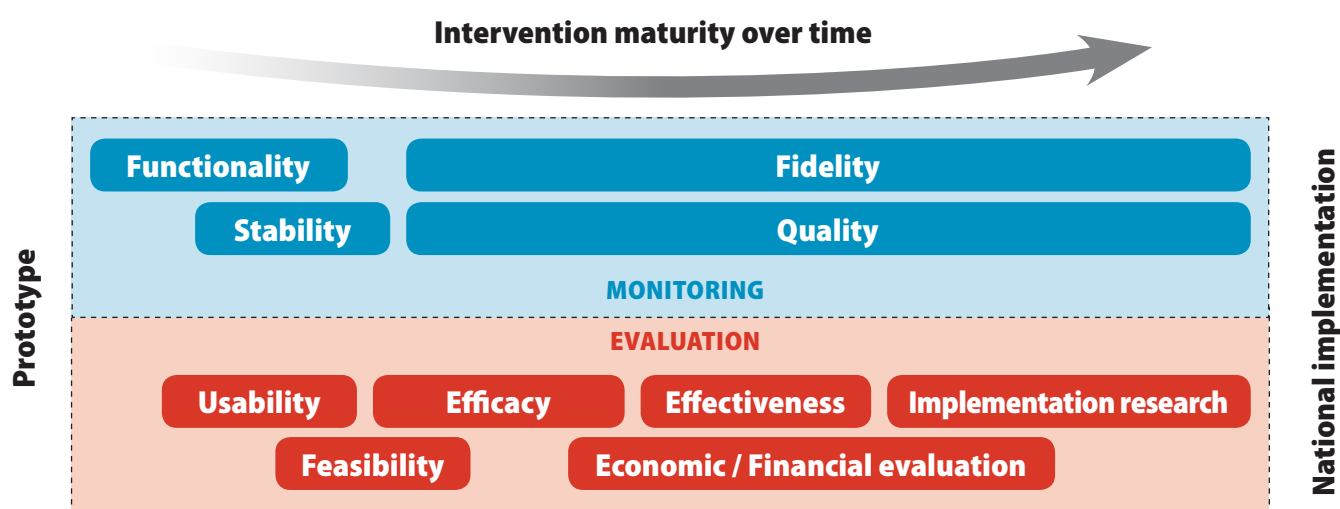 Intervention maturity over time
Prototype
Functionality
Fidelity
Stability
Quality
MONITORING
EVALUATION
Usability
Efficacy
Effectiveness
Implementation research
Feasibility
Economic / Financial evaluation
National implementation